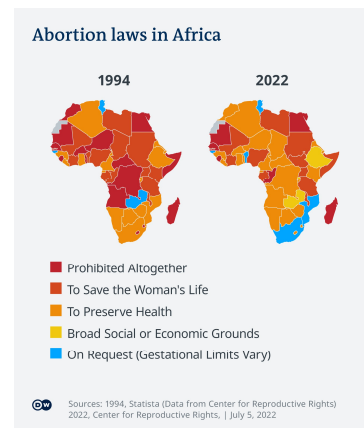 Abortion laws in Africa
1994 2022
Prohibited Altogether
To Save the Woman's Life
To Preserve Health
Broad Social or Economic Grounds
On Request (Gestational Limits Vary)
DW
Sources: 1994, Statista (Data from Center for Reproductive Rights)
2022, Center for Reproductive Rights, | July 5, 2022